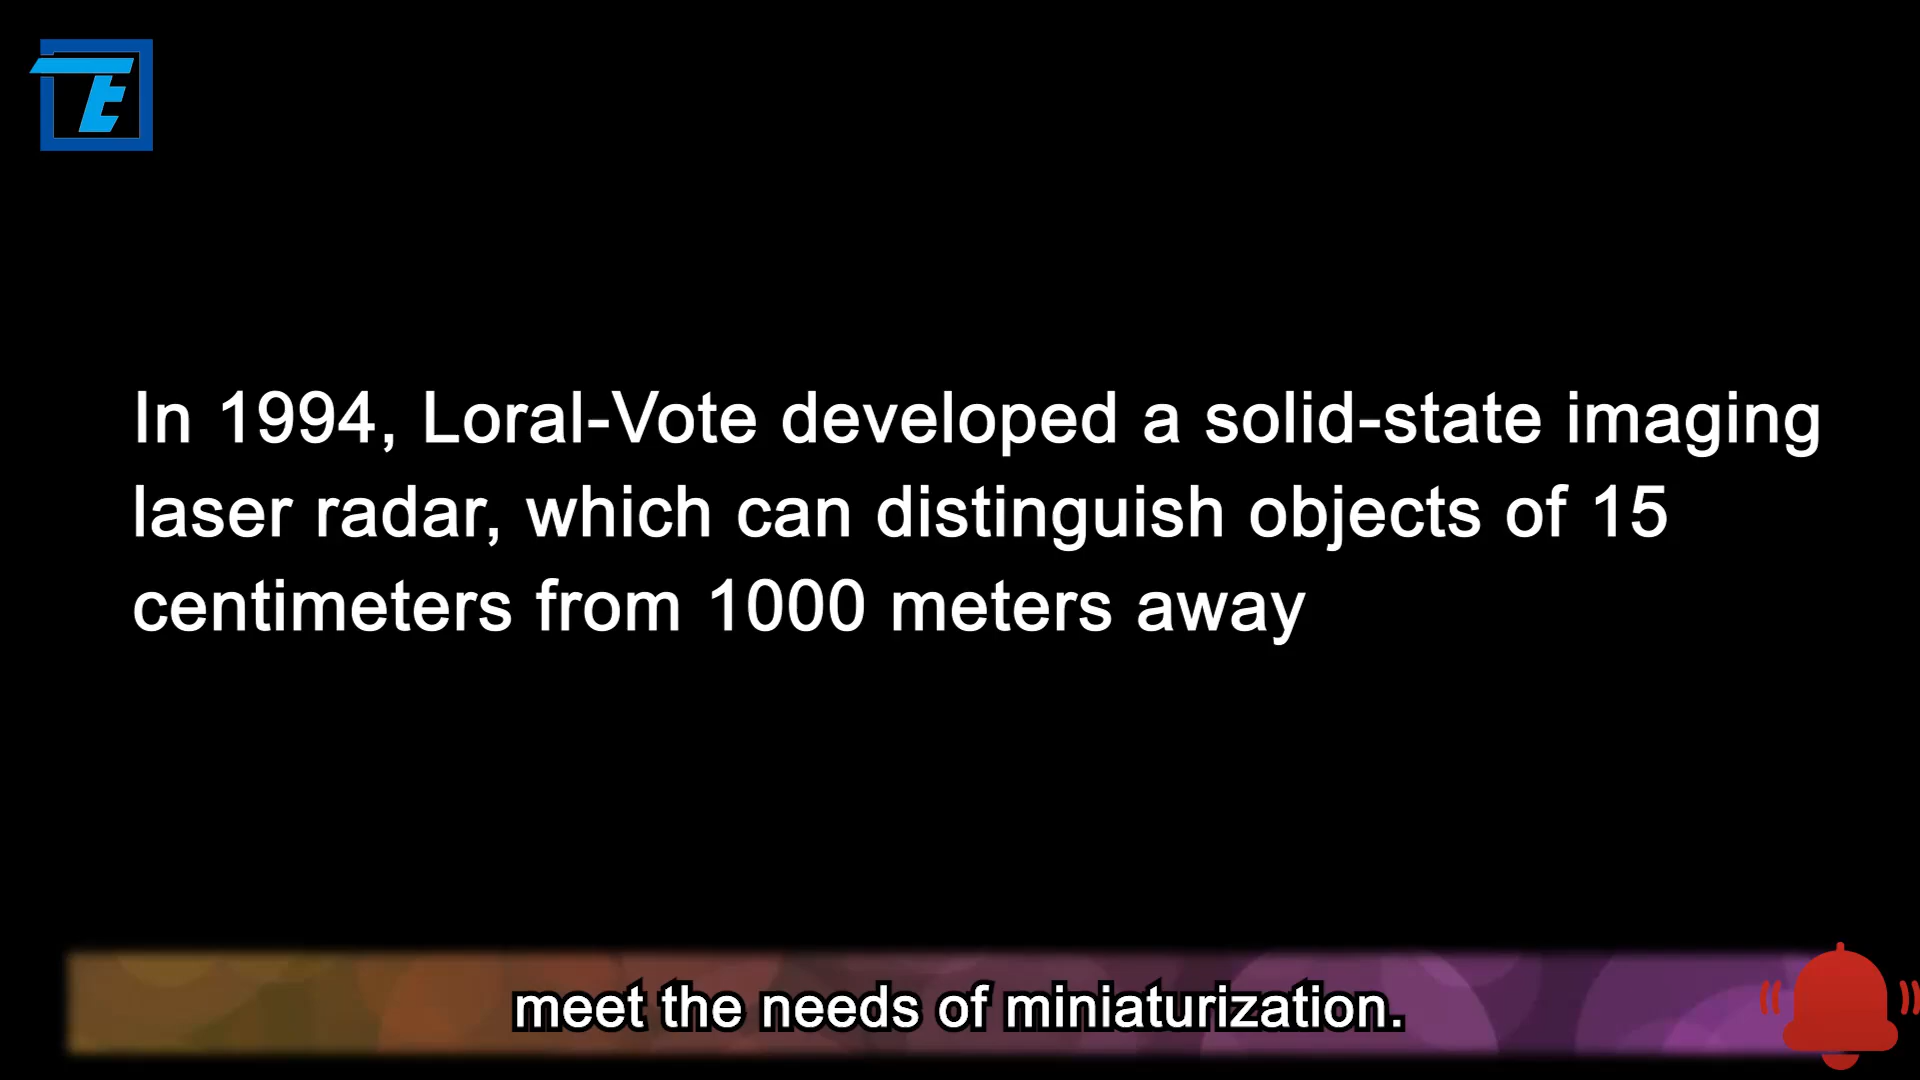 TE
In 1994, Loral-Vote developed a solid-state imaging
laser radar, which can distinguish objects of 15
centimeters from 1000 meters away
meet the needs of miniaturization.